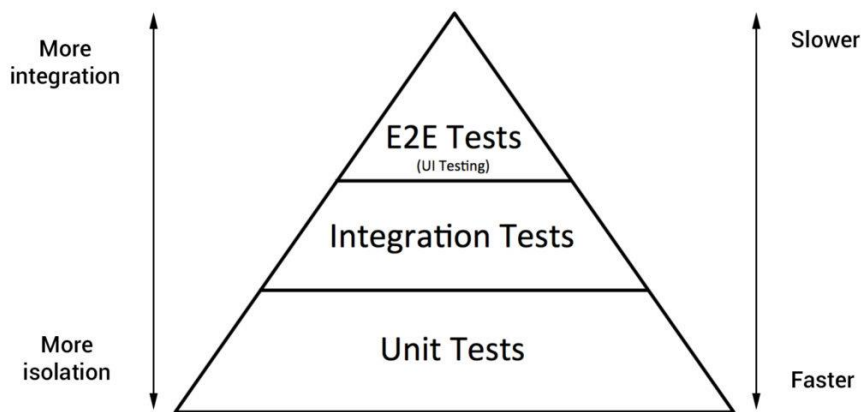 More
integration
Slower
E2E Tests
(UI Testing)
Integration Tests
More
isolation
Unit Tests
Faster